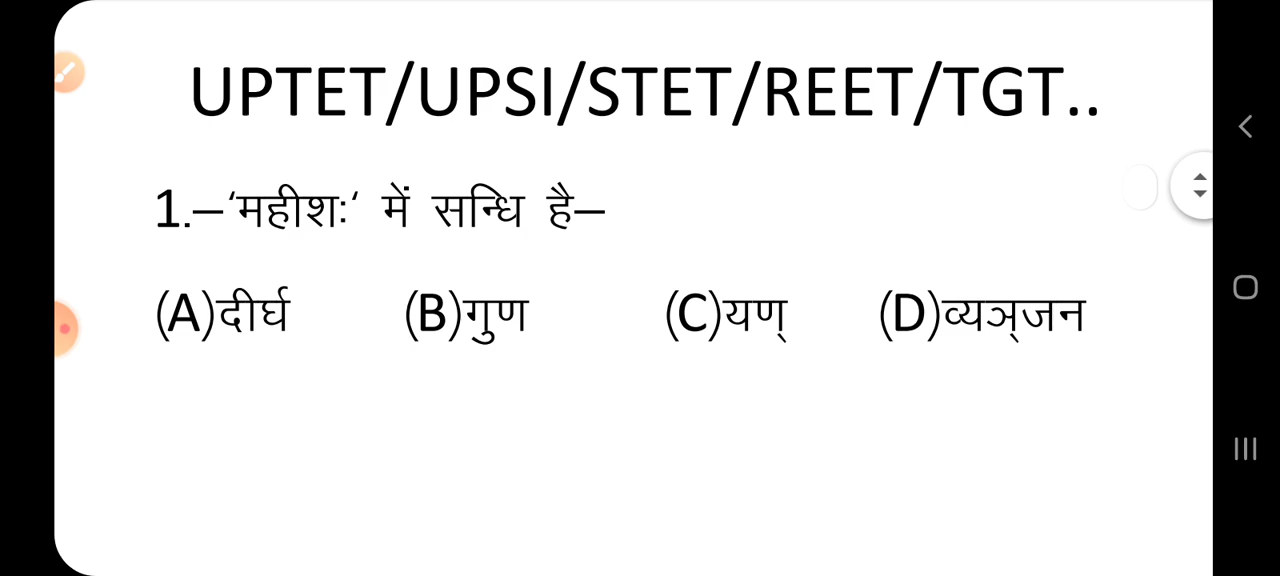 UPTET/UPSI/STET/REET/TGT..
1.–‘महीशः‘ में सन्धि है–
(A)दीर्घ (B)गुण (C)यण् (D)व्यञ्जन